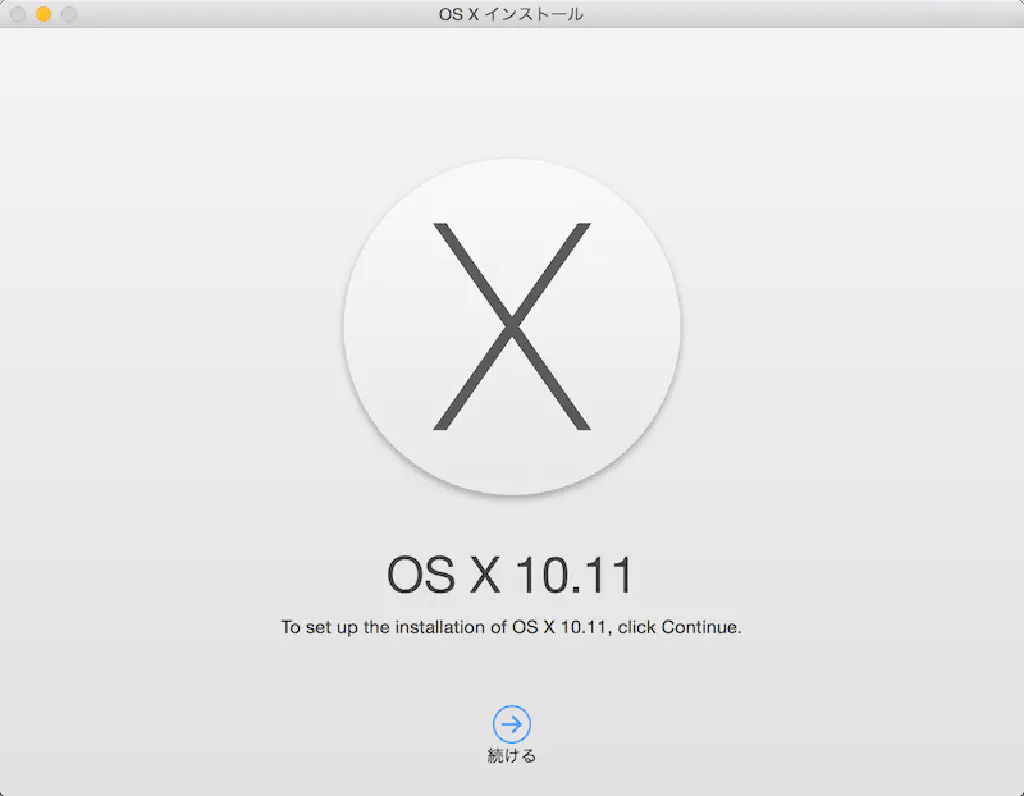 OS X インストール
X
OS X 10.11
To set up the installation of OS X 10.11, click Continue.
続ける